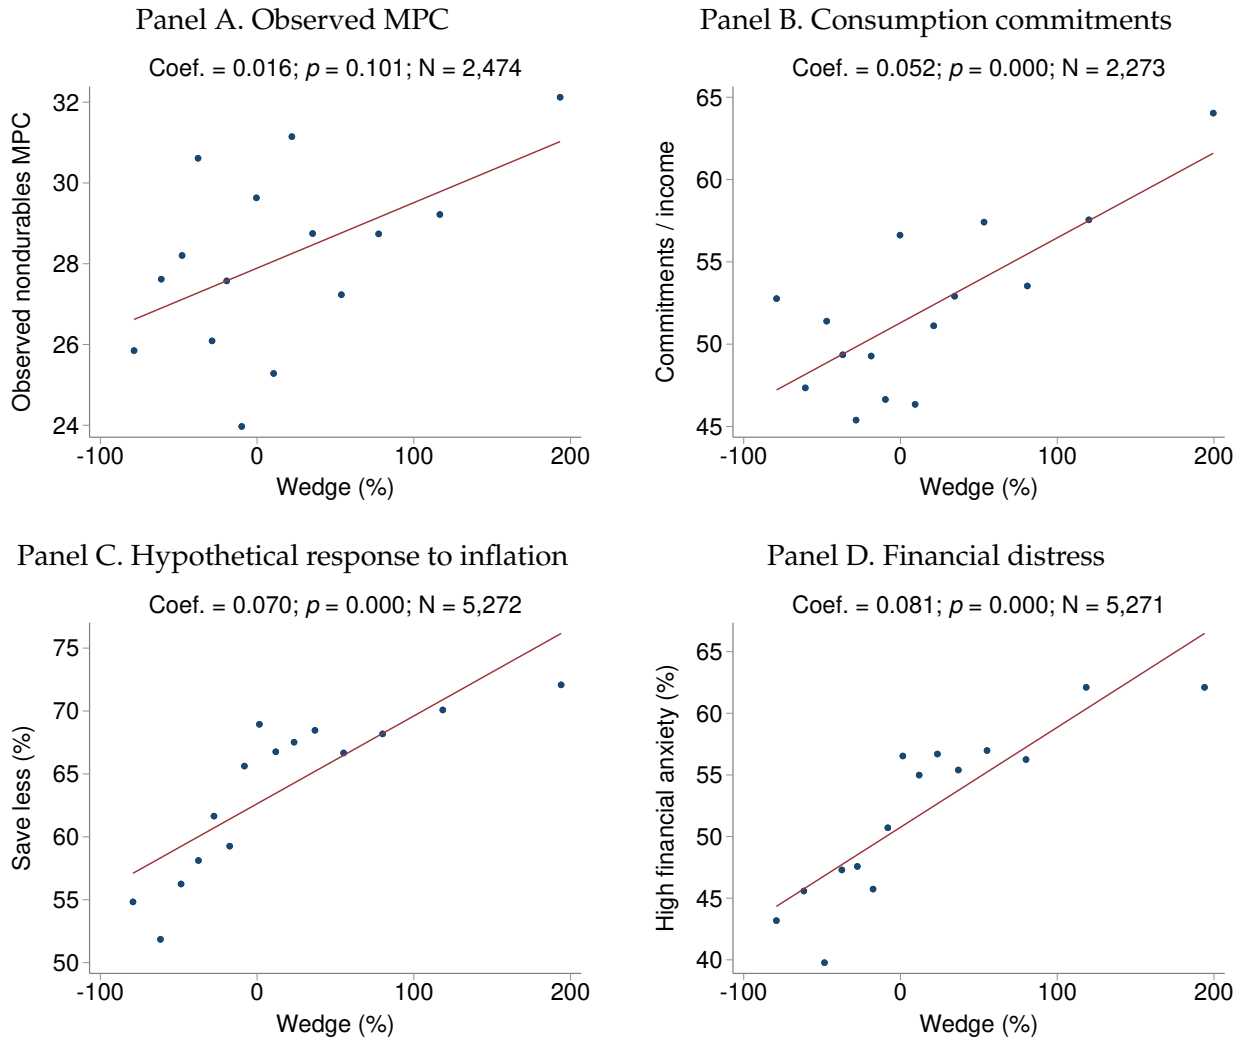 Panel A. Observed MPC
Coef. = 0.016; p = 0.101; N = 2,474
Observed nondurables MPC
32
30
28
26
24
-100 0 100 200
Wedge (%)
Panel B. Consumption commitments
Coef. = 0.052; p = 0.000; N = 2,273
Commitments / income
65
60
55
50
45
-100 0 100 200
Wedge (%)
Panel C. Hypothetical response to inflation
Coef. = 0.070; p = 0.000; N = 5,272
Save less (%)
75
70
65
60
55
50
-100 0 100 200
Wedge (%)
Panel D. Financial distress
Coef. = 0.081; p = 0.000; N = 5,271
High financial anxiety (%)
65
60
55
50
45
40
-100 0 100 200
Wedge (%)